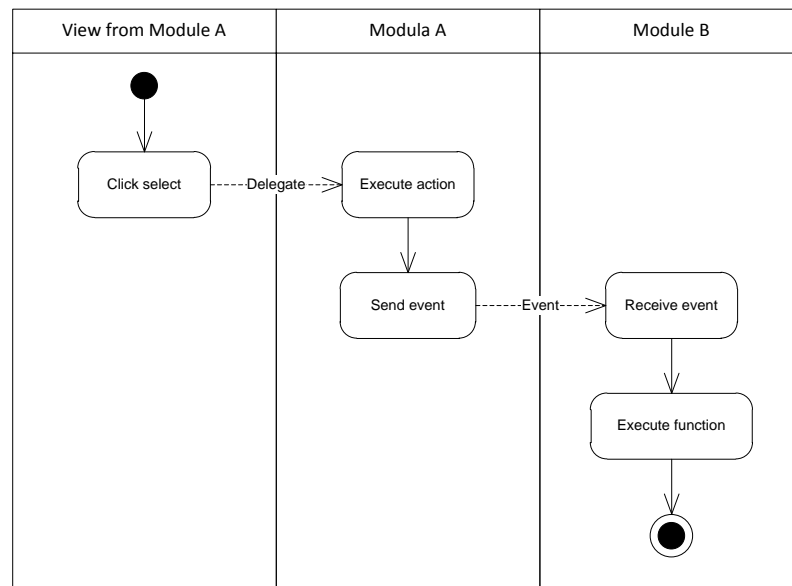 View from Module A
Modula A
Module B
Click select
Delegate
Execute action
Send event
Event
Receive event
Execute function